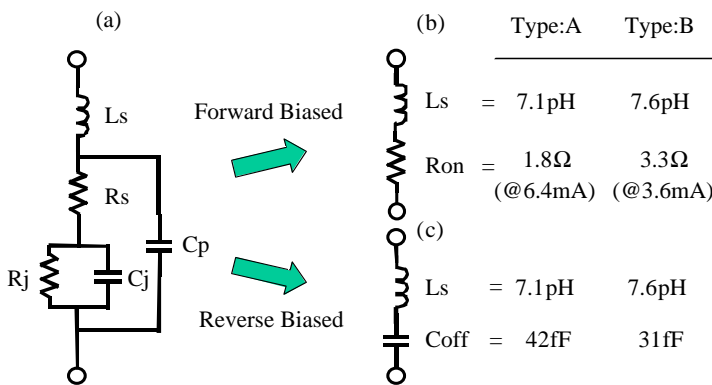 (a)
Ls
Rs
Rj
Cj
Cp
Forward Biased
Reverse Biased
(b) Type:A Type:B
Ls = 7.1pH 7.6pH
Ron = 1.8Ω 3.3Ω
(@6.4mA) (@3.6mA)
(c)
Ls = 7.1pH 7.6pH
Coff = 42fF 31fF